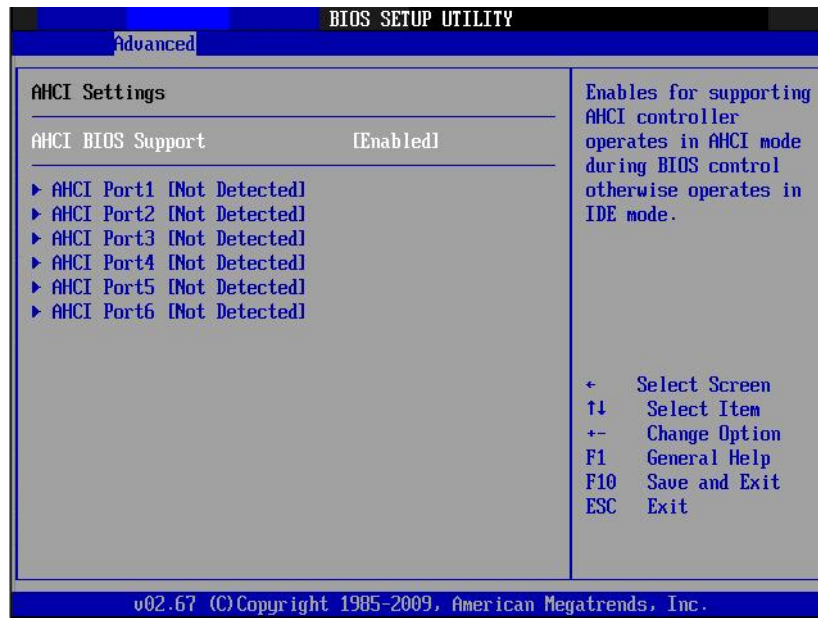 BIOS SETUP UTILITY
Advanced
AHCI Settings
AHCI BIOS Support [Enabled]
▶ AHCI Port1 [Not Detected]
▶ AHCI Port2 [Not Detected]
▶ AHCI Port3 [Not Detected]
▶ AHCI Port4 [Not Detected]
▶ AHCI Port5 [Not Detected]
▶ AHCI Port6 [Not Detected]
Enables for supporting
AHCI controller
operates in AHCI mode
during BIOS control
otherwise operates in
IDE mode.
← Select Screen
↑↓ Select Item
+- Change Option
F1 General Help
F10 Save and Exit
ESC Exit
v02.67 (C)Copyright 1985-2009, American Megatrends, Inc.